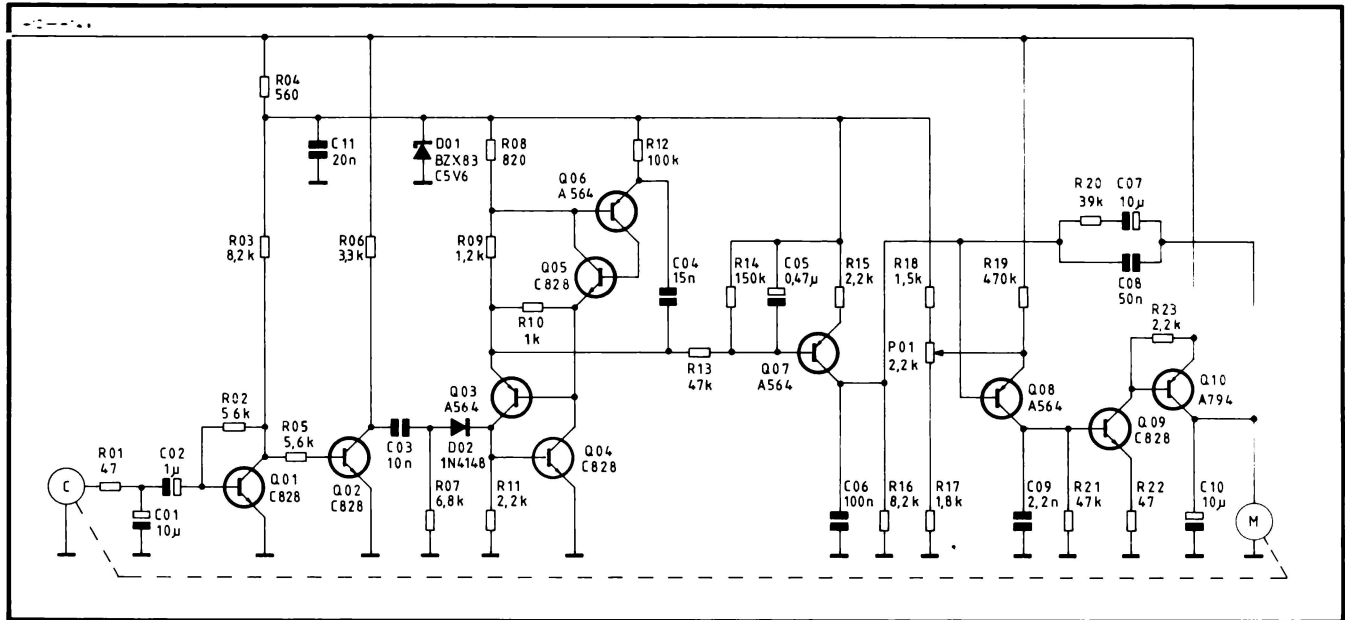 R04
560
C11
20n
D01
BZX83
C5V6
R08
820
R12
100k
Q06
A564
R20
39k
C07
10µ
R03
8,2k
R06
3,3k
R09
1,2k
Q05
C828
C04
15n
R14
150k
C05
0,47µ
R15
2,2k
R18
1,5k
R19
470k
C08
50n
R10
1k
R23
2,2k
P01
2,2k
R13
47k
Q07
A564
Q03
A564
Q08
A564
Q10
A794
R02
5 6k
R05
5,6k
C03
10n
D02
1N4148
Q04
C828
Q09
C828
R01
47
C02
1µ
C
Q01
C828
Q02
C828
R07
6,8k
R11
2,2k
C06
100n
R16
8,2k
R17
1,8k
C09
2,2n
R21
47k
R22
47
C10
10µ
M
C01
10µ